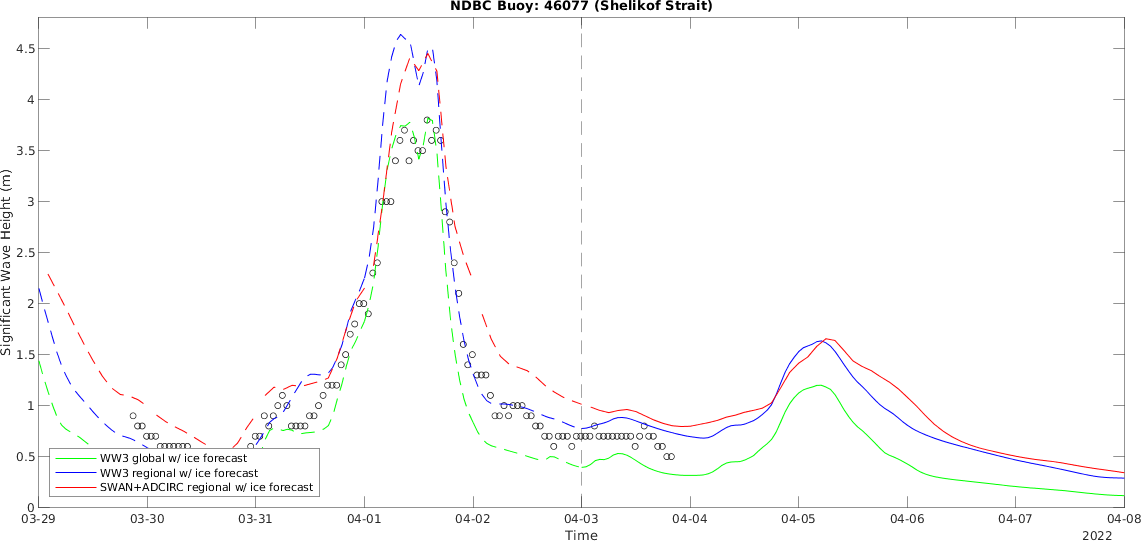 NDBC Buoy: 46077 (Shelikof Strait)
4.5
4
3.5
3
2.5
2
1.5
1
0.5
0
Significant Wave Height (m)
WW3 global w/ ice forecast
WW3 regional w/ ice forecast
SWAN+ADCIRC regional w/ ice forecast
03-29 03-30 03-31 04-01 04-02 04-03 04-04 04-05 04-06 04-07 04-08
Time
2022